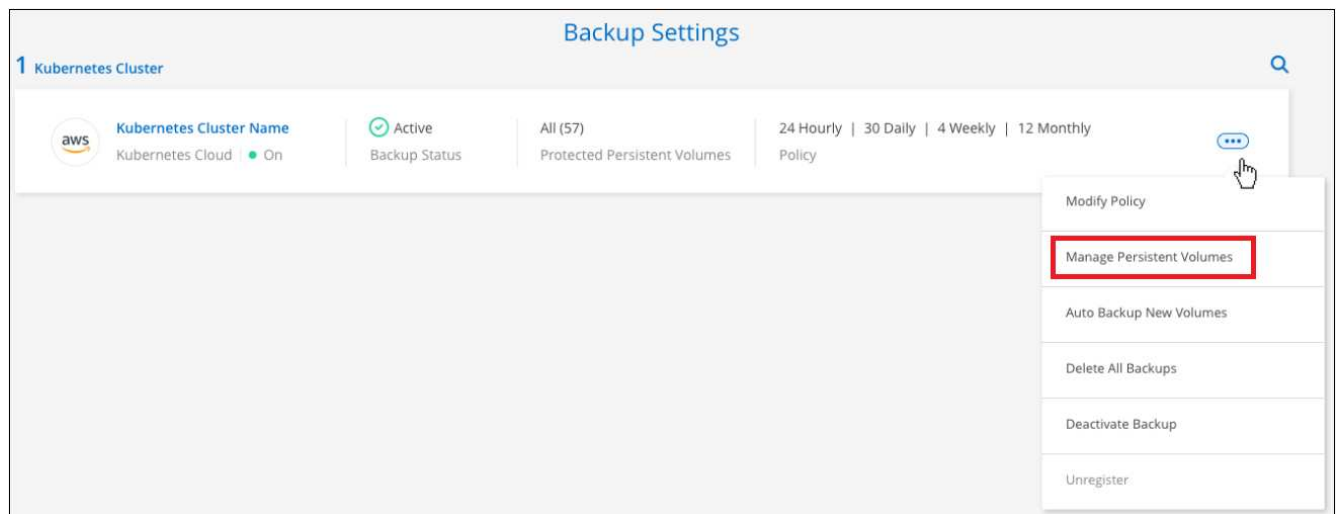 Backup Settings
1 Kubernetes Cluster
aws
Kubernetes Cluster Name
Kubernetes Cloud
On
Active
Backup Status
All (57)
Protected Persistent Volumes
24 Hourly | 30 Daily | 4 Weekly | 12 Monthly
Policy
Modify Policy
Manage Persistent Volumes
Auto Backup New Volumes
Delete All Backups
Deactivate Backup
Unregister